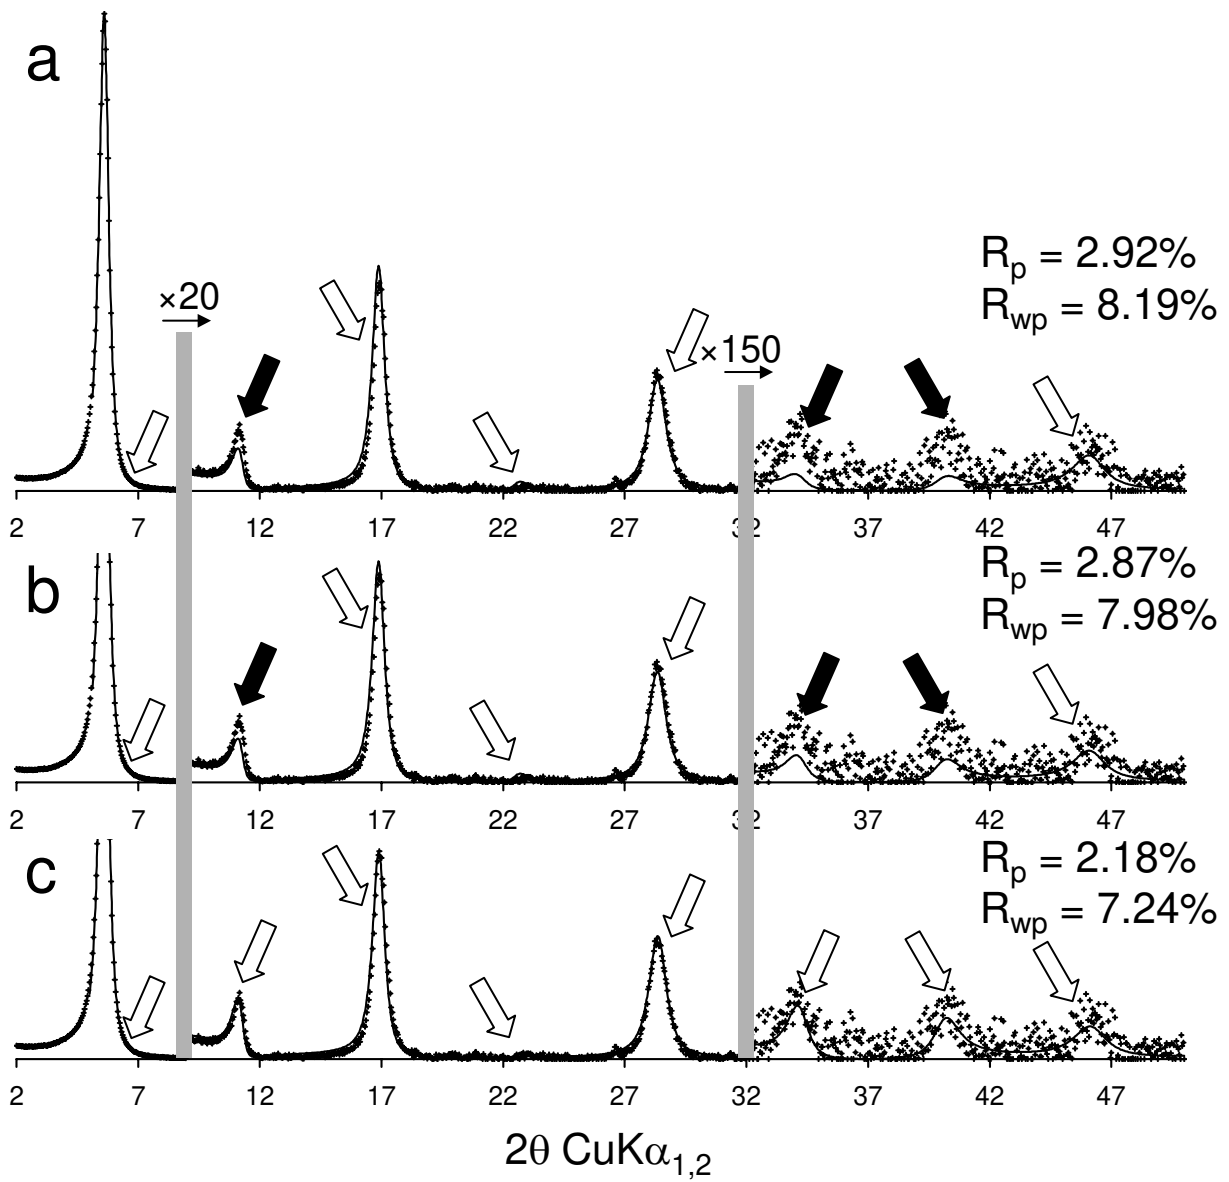 a
R_p = 2.92%
R_wp = 8.19%
×20
×150
2 7 12 17 22 27 32 37 42 47
b
R_p = 2.87%
R_wp = 7.98%
2 7 12 17 22 27 32 37 42 47
c
R_p = 2.18%
R_wp = 7.24%
2 7 12 17 22 27 32 37 42 47
2θ CuKα_1,2